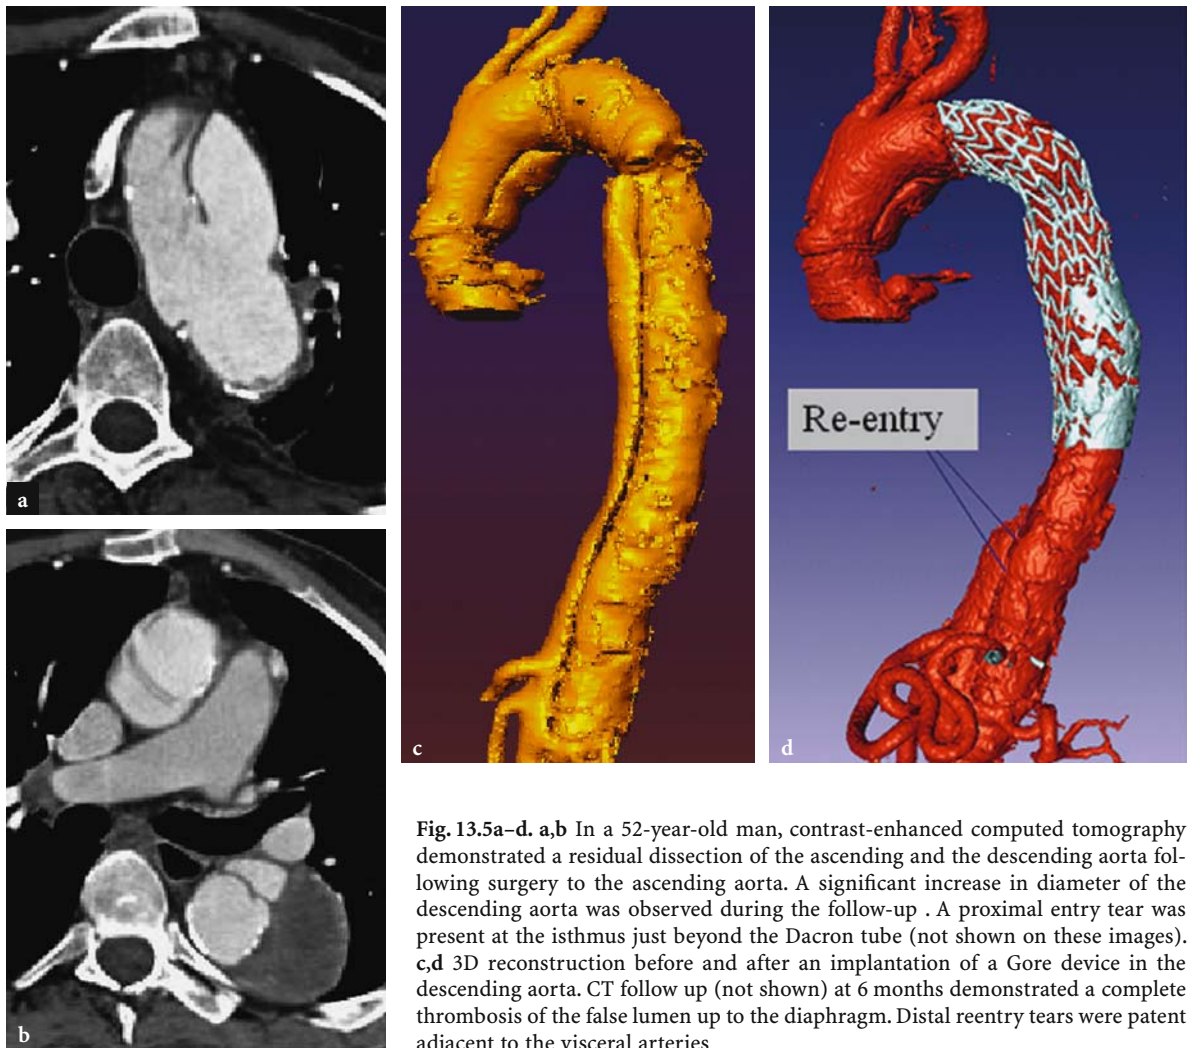 a
b
c
d
Re-entry
Fig. 13.5a–d. a,b In a 52-year-old man, contrast-enhanced computed tomography
demonstrated a residual dissection of the ascending and the descending aorta fol-
lowing surgery to the ascending aorta. A significant increase in diameter of the
descending aorta was observed during the follow-up . A proximal entry tear was
present at the isthmus just beyond the Dacron tube (not shown on these images).
c,d 3D reconstruction before and after an implantation of a Gore device in the
descending aorta. CT follow up (not shown) at 6 months demonstrated a complete
thrombosis of the false lumen up to the diaphragm. Distal reentry tears were patent
adjacent to the visceral arteries